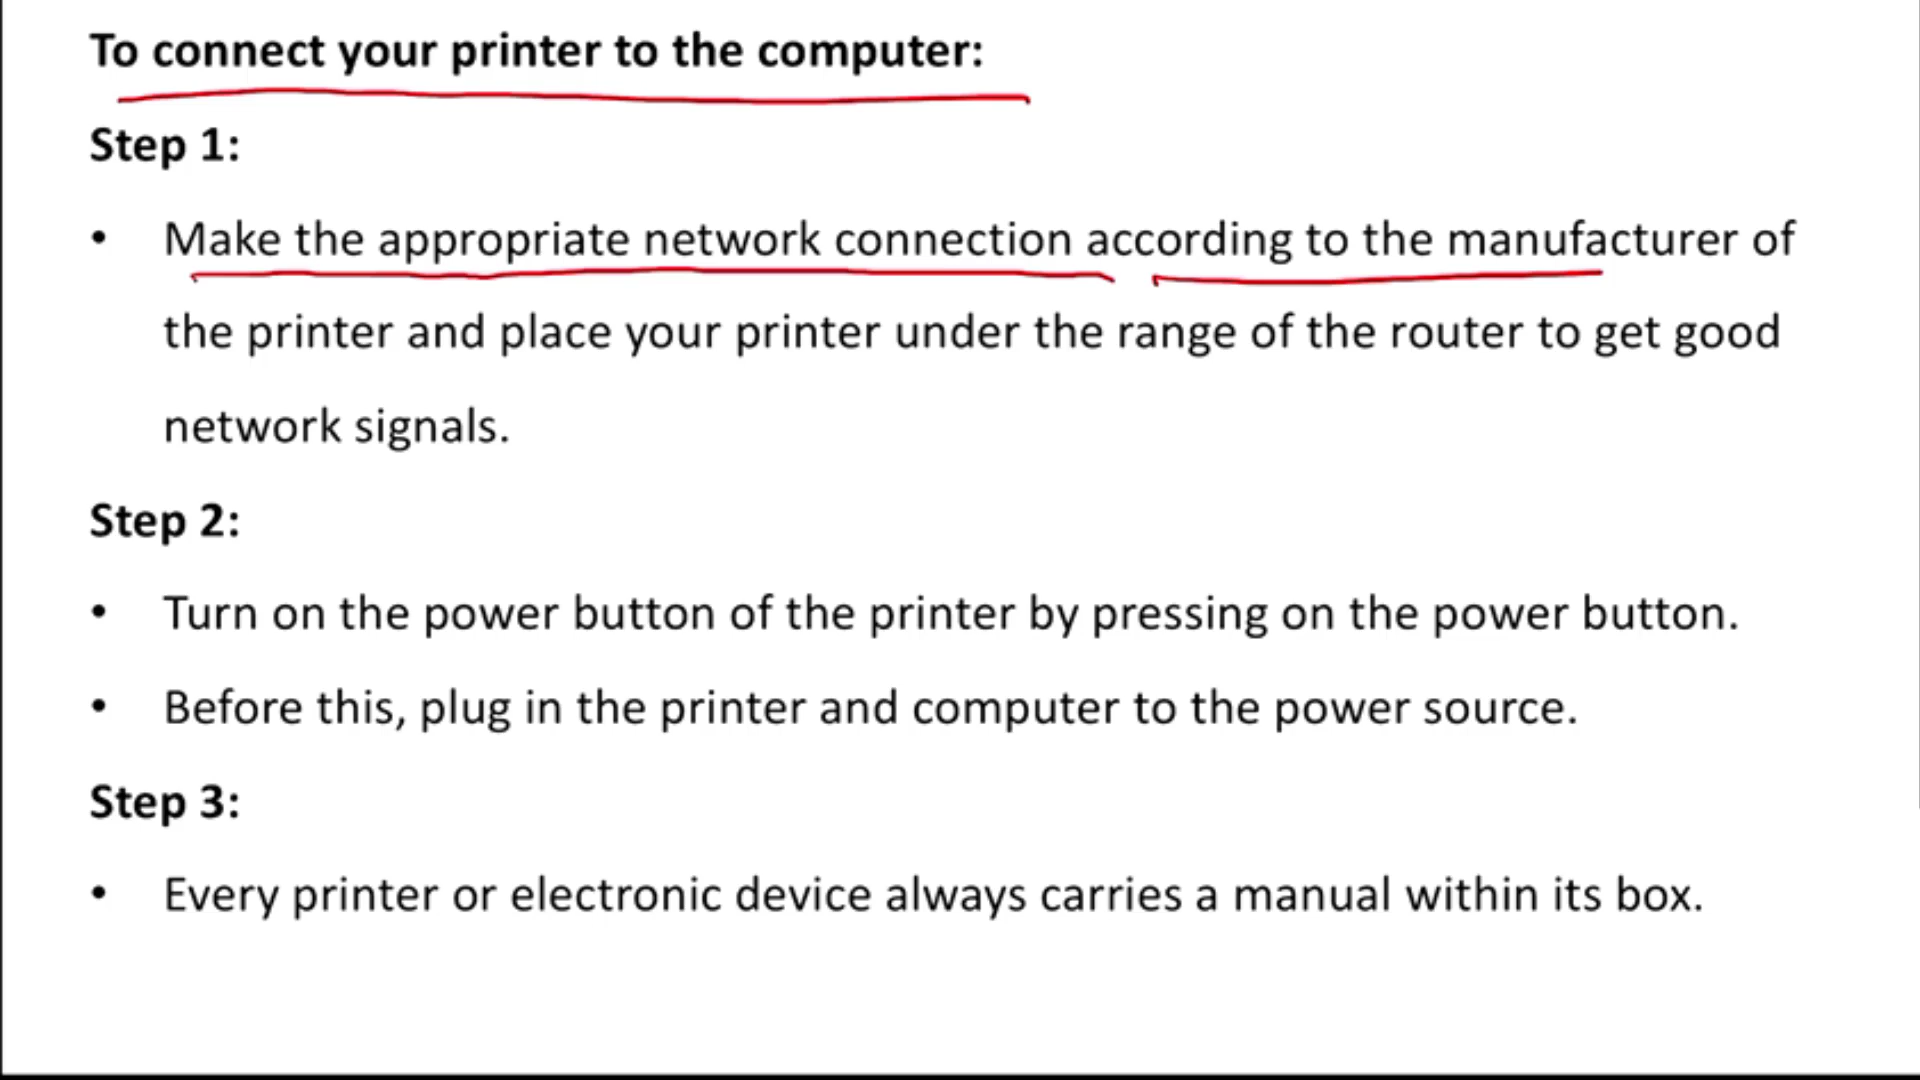 To connect your printer to the computer:
Step 1:
• Make the appropriate network connection according to the manufacturer of
the printer and place your printer under the range of the router to get good
network signals.
Step 2:
• Turn on the power button of the printer by pressing on the power button.
• Before this, plug in the printer and computer to the power source.
Step 3:
• Every printer or electronic device always carries a manual within its box.